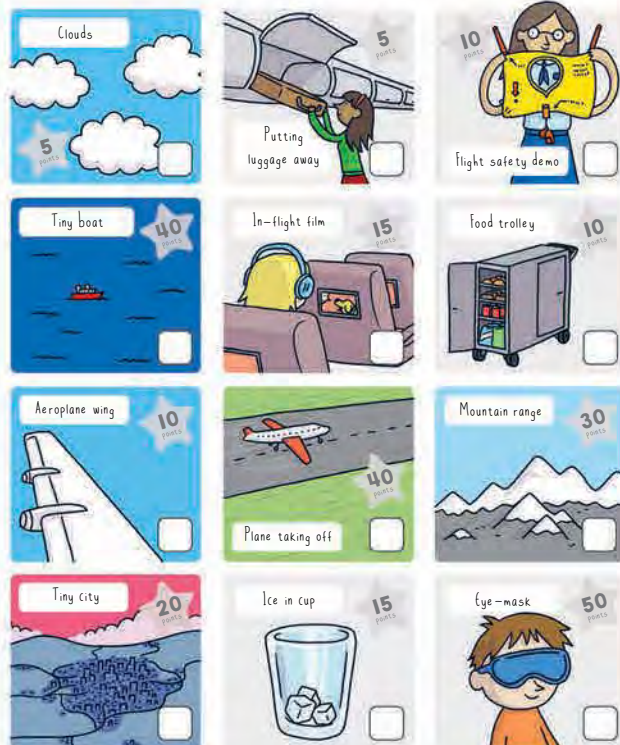 Clouds
5
points
5
points
Putting
luggage away
10
points
Flight safety demo
Tiny boat
40
points
In-flight film
15
points
Food trolley
10
points
Aeroplane wing
10
points
40
points
Plane taking off
Mountain range
30
points
Tiny city
20
points
Ice in cup
15
points
Eye-mask
50
points